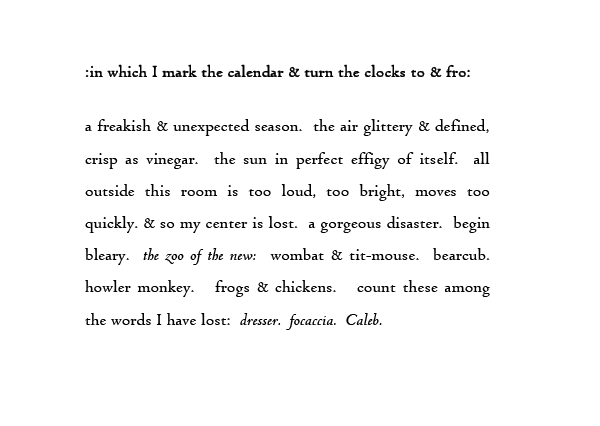 :in which I mark the calendar & turn the clocks to & fro:
a freakish & unexpected season. the air glittery & defined,
crisp as vinegar. the sun in perfect effigy of itself. all
outside this room is too loud, too bright, moves too
quickly. & so my center is lost. a gorgeous disaster. begin
bleary. the zoo of the new: wombat & tit-mouse. bearcub.
howler monkey. frogs & chickens. count these among
the words I have lost: dresser. focaccia. Caleb.